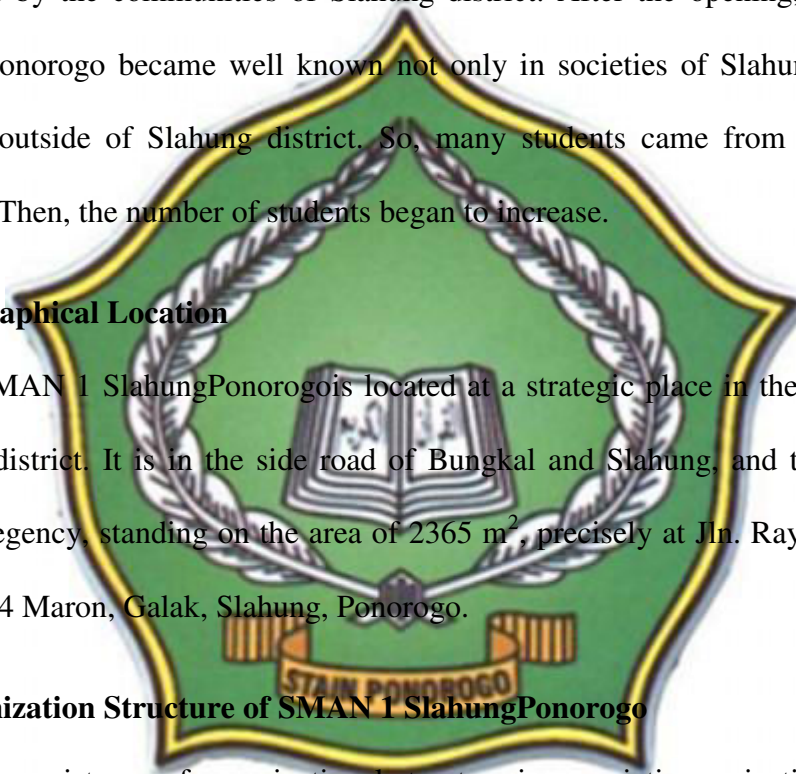 by the communities of Slahung district. After the opening,
onorogo became well known not only in societies of Slahun
outside of Slahung district. So, many students came from
Then, the number of students began to increase.
aphical Location
MAN 1 SlahungPonorogois located at a strategic place in the
district. It is in the side road of Bungkal and Slahung, and t
egency, standing on the area of 2365 m², precisely at Jln. Ray
4 Maron, Galak, Slahung, Ponorogo.
STAIN PONOROGO
nization Structure of SMAN 1 SlahungPonorogo